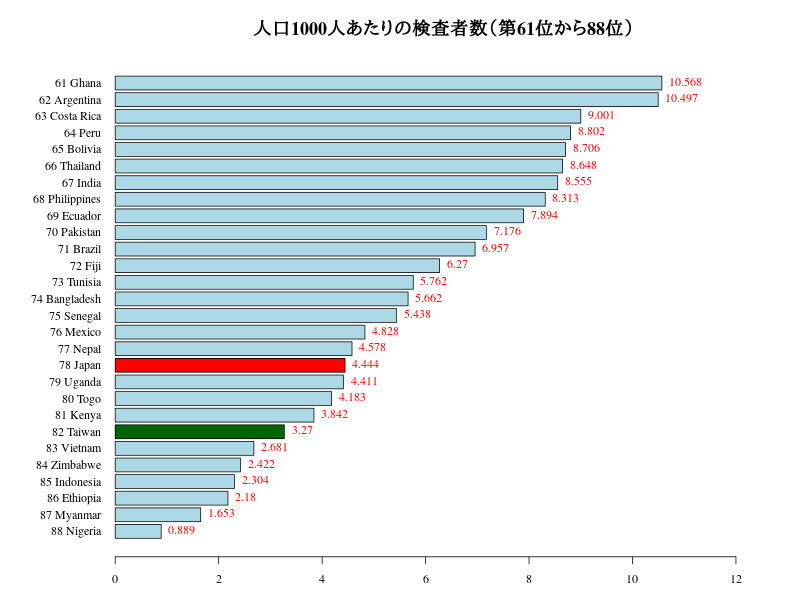 人口1000人あたりの検査者数(第61位から88位)
61 Ghana 10.568
62 Argentina 10.497
63 Costa Rica 9.001
64 Peru 8.802
65 Bolivia 8.706
66 Thailand 8.648
67 India 8.555
68 Philippines 8.313
69 Ecuador 7.894
70 Pakistan 7.176
71 Brazil 6.957
72 Fiji 6.27
73 Tunisia 5.762
74 Bangladesh 5.662
75 Senegal 5.438
76 Mexico 4.828
77 Nepal 4.578
78 Japan 4.444
79 Uganda 4.411
80 Togo 4.183
81 Kenya 3.842
82 Taiwan 3.27
83 Vietnam 2.681
84 Zimbabwe 2.422
85 Indonesia 2.304
86 Ethiopia 2.18
87 Myanmar 1.653
88 Nigeria 0.889
0 2 4 6 8 10 12